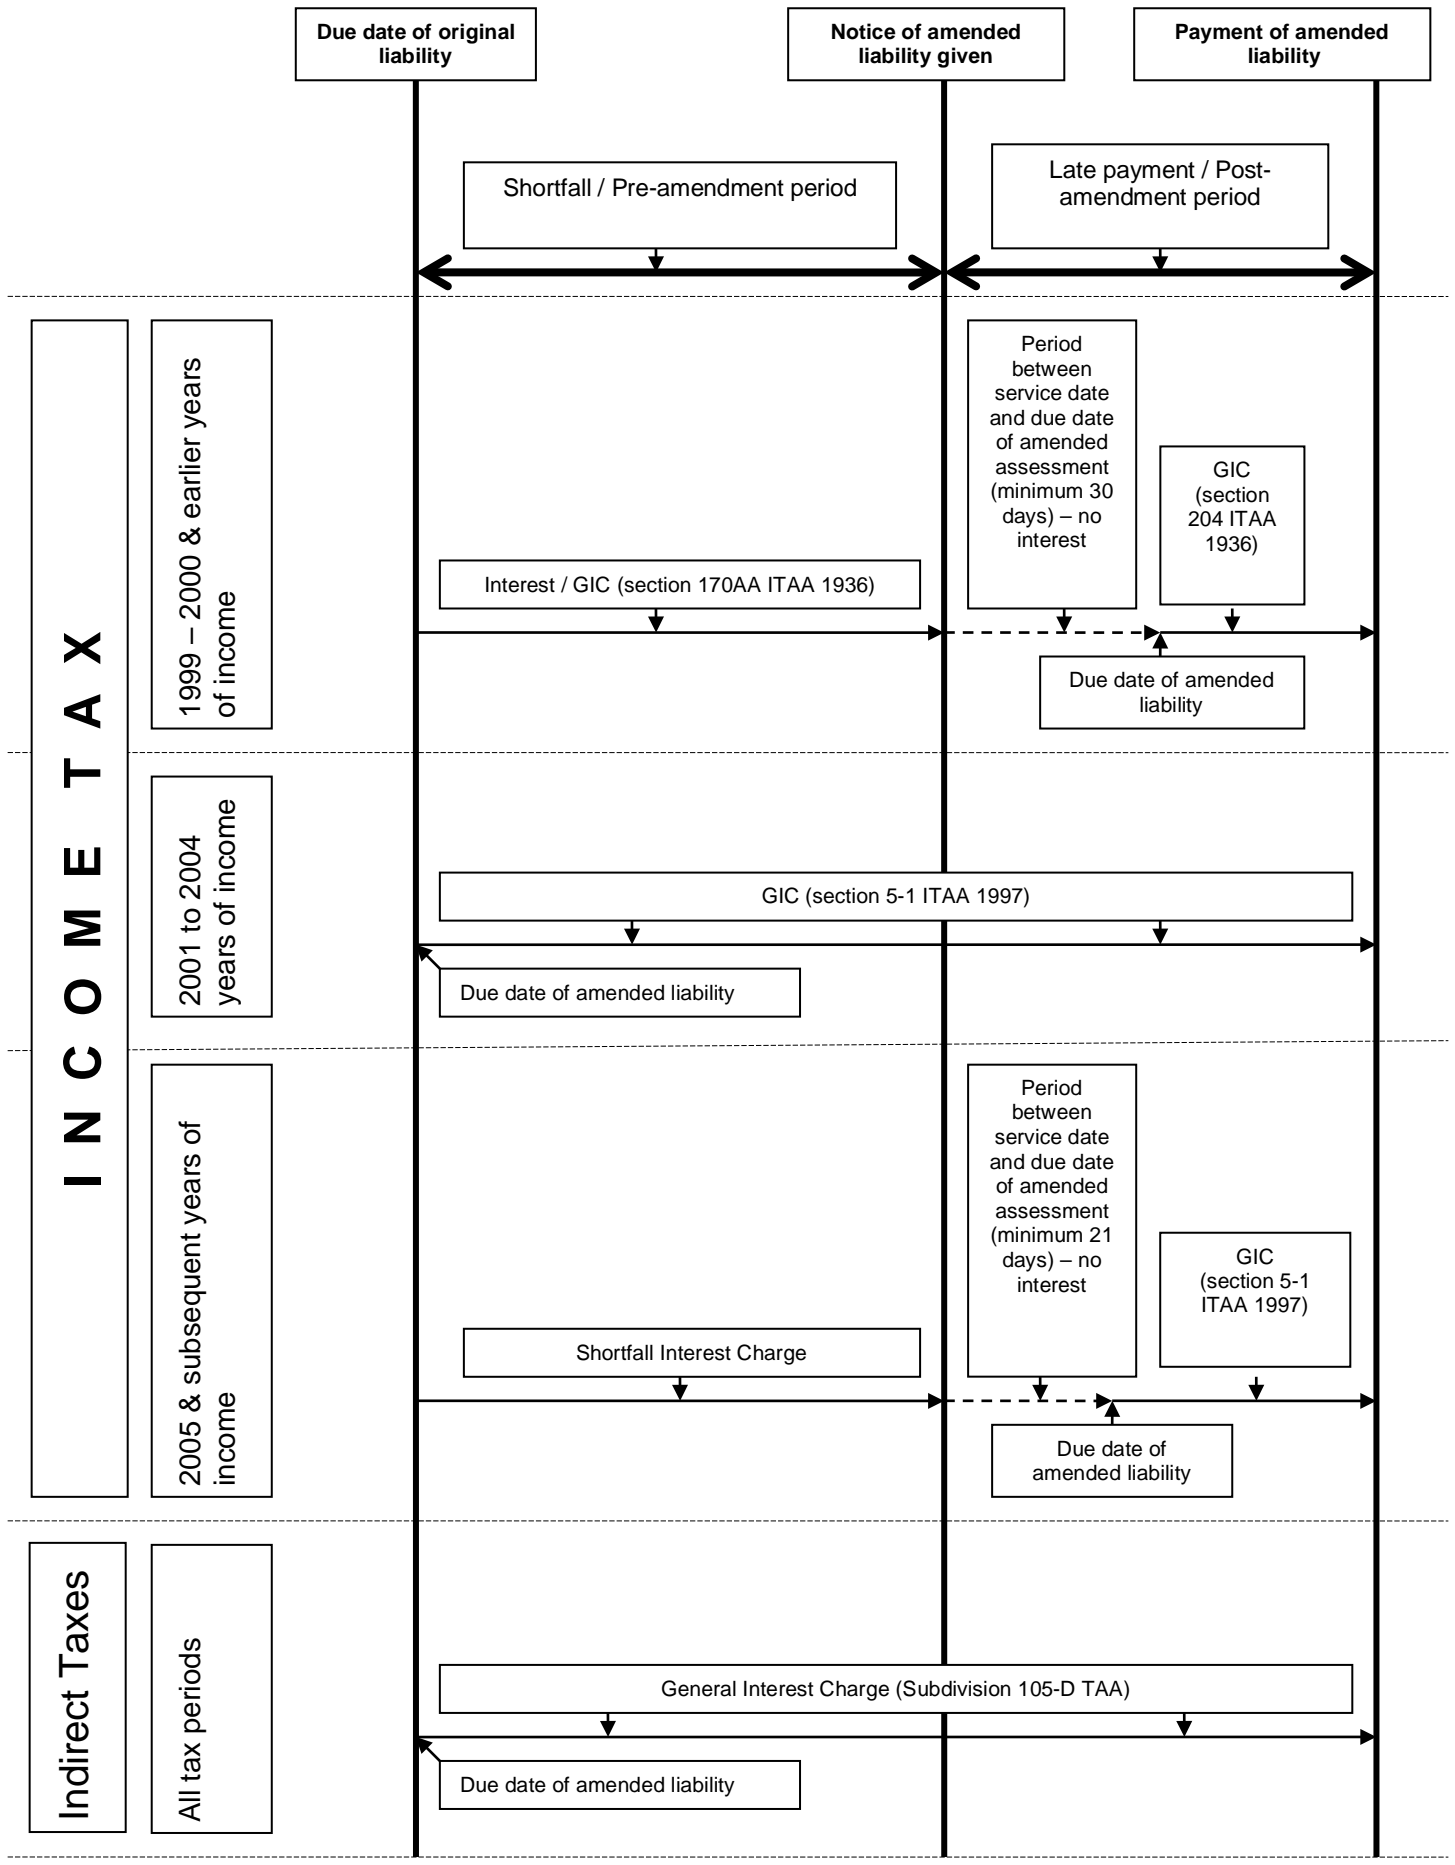 Due date of original
liability
Notice of amended
liability given
Payment of amended
liability
Shortfall / Pre-amendment period
Late payment / Post-
amendment period
INCOME TAX
1999 – 2000 & earlier years
of income
Interest / GIC (section 170AA ITAA 1936)
Period
between
service date
and due date
of amended
assessment
(minimum 30
days) – no
interest
GIC
(section
204 ITAA
1936)
Due date of amended
liability
2001 to 2004
years of income
GIC (section 5-1 ITAA 1997)
Due date of amended liability
2005 & subsequent years of
income
Shortfall Interest Charge
Period
between
service date
and due date
of amended
assessment
(minimum 21
days) – no
interest
GIC
(section 5-1
ITAA 1997)
Due date of
amended liability
Indirect Taxes
All tax periods
General Interest Charge (Subdivision 105-D TAA)
Due date of amended liability